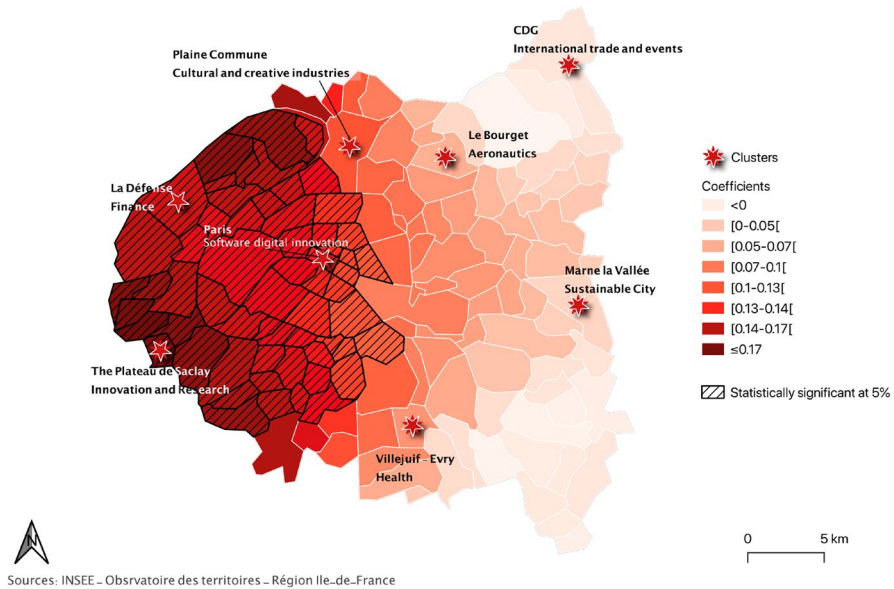 CDG
International trade and events
Plaine Commune
Cultural and creative industries
Le Bourget
Aeronautics
Clusters
Coefficients
<0
[0-0.05[
[0.05-0.07[
[0.07-0.1[
[0.1-0.13[
[0.13-0.14[
[0.14-0.17[
≤0.17
Statistically significant at 5%
La Défense
Finance
Paris
Software digital innovation
Marne la Vallée
Sustainable City
The Plateau de Saclay
Innovation and Research
Villejuif - Evry
Health
N
0 5 km
Sources: INSEE - Obsrvatoire des territoires - Région Ile-de-France